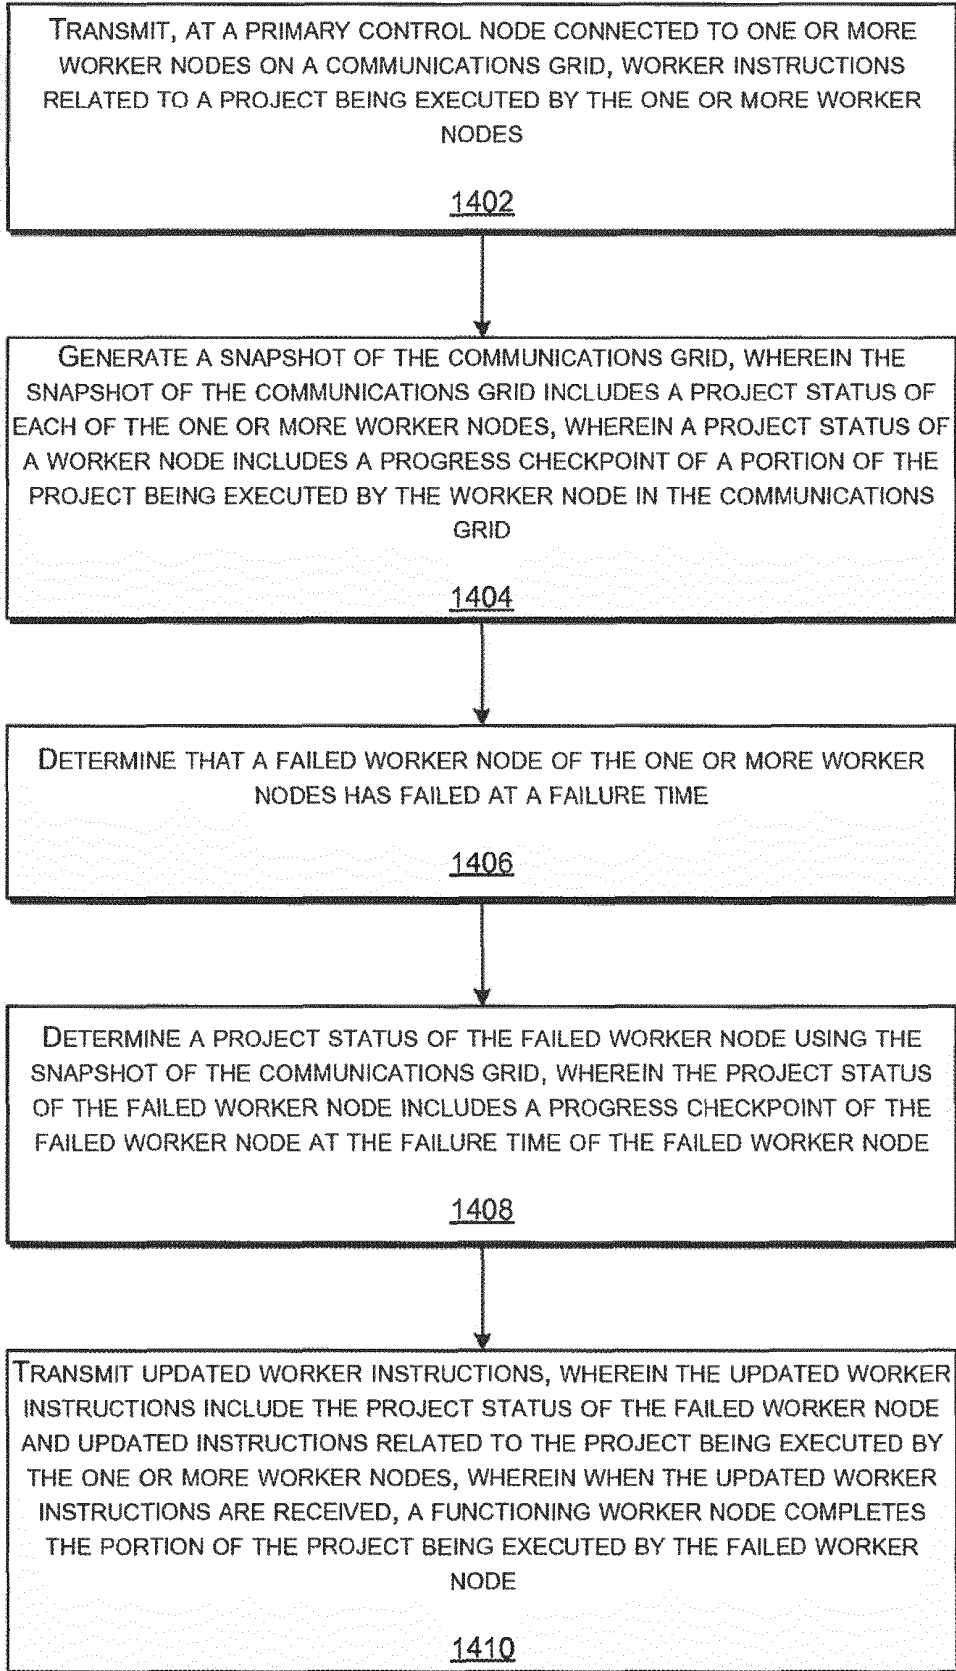 TRANSMIT, AT A PRIMARY CONTROL NODE CONNECTED TO ONE OR MORE
WORKER NODES ON A COMMUNICATIONS GRID, WORKER INSTRUCTIONS
RELATED TO A PROJECT BEING EXECUTED BY THE ONE OR MORE WORKER
NODES
1402
GENERATE A SNAPSHOT OF THE COMMUNICATIONS GRID, WHEREIN THE
SNAPSHOT OF THE COMMUNICATIONS GRID INCLUDES A PROJECT STATUS OF
EACH OF THE ONE OR MORE WORKER NODES, WHEREIN A PROJECT STATUS OF
A WORKER NODE INCLUDES A PROGRESS CHECKPOINT OF A PORTION OF THE
PROJECT BEING EXECUTED BY THE WORKER NODE IN THE COMMUNICATIONS
GRID
1404
DETERMINE THAT A FAILED WORKER NODE OF THE ONE OR MORE WORKER
NODES HAS FAILED AT A FAILURE TIME
1406
DETERMINE A PROJECT STATUS OF THE FAILED WORKER NODE USING THE
SNAPSHOT OF THE COMMUNICATIONS GRID, WHEREIN THE PROJECT STATUS
OF THE FAILED WORKER NODE INCLUDES A PROGRESS CHECKPOINT OF THE
FAILED WORKER NODE AT THE FAILURE TIME OF THE FAILED WORKER NODE
1408
TRANSMIT UPDATED WORKER INSTRUCTIONS, WHEREIN THE UPDATED WORKER
INSTRUCTIONS INCLUDE THE PROJECT STATUS OF THE FAILED WORKER NODE
AND UPDATED INSTRUCTIONS RELATED TO THE PROJECT BEING EXECUTED BY
THE ONE OR MORE WORKER NODES, WHEREIN WHEN THE UPDATED WORKER
INSTRUCTIONS ARE RECEIVED, A FUNCTIONING WORKER NODE COMPLETES
THE PORTION OF THE PROJECT BEING EXECUTED BY THE FAILED WORKER
NODE
1410